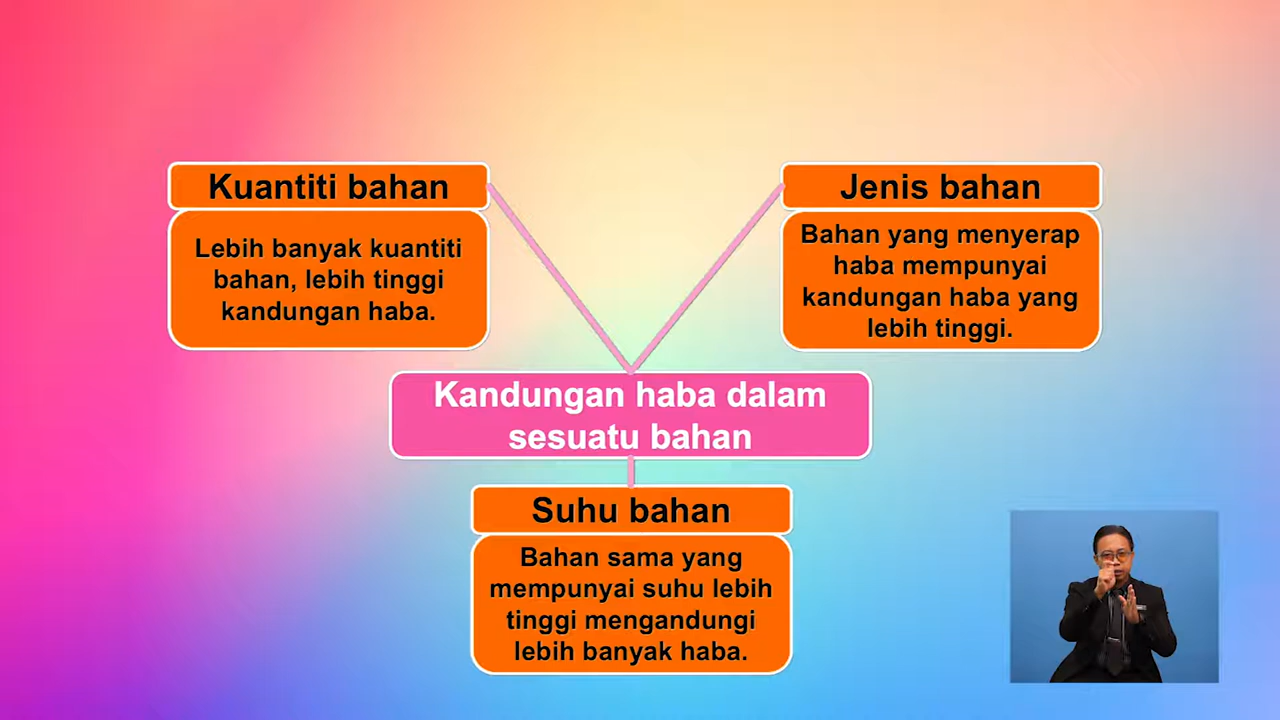 Kuantiti bahan
Lebih banyak kuantiti
bahan, lebih tinggi
kandungan haba.
Jenis bahan
Bahan yang menyerap
haba mempunyai
kandungan haba yang
lebih tinggi.
Kandungan haba dalam
sesuatu bahan
Suhu bahan
Bahan sama yang
mempunyai suhu lebih
tinggi mengandungi
lebih banyak haba.